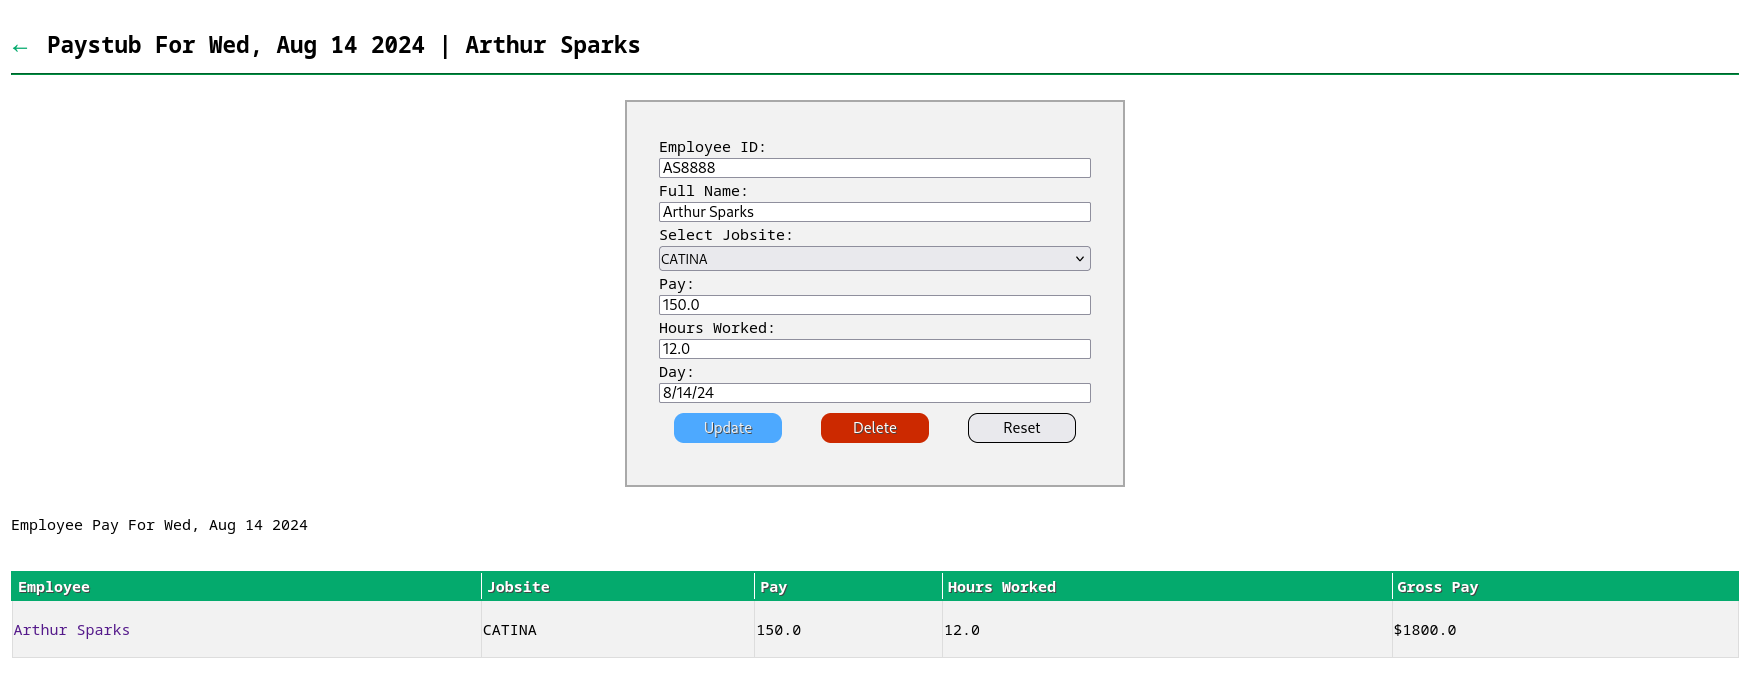 ← Paystub For Wed, Aug 14 2024 | Arthur Sparks
Employee ID:
AS8888
Full Name:
Arthur Sparks
Select Jobsite:
CATINA
Pay:
150.0
Hours Worked:
12.0
Day:
8/14/24
Update Delete Reset
Employee Pay For Wed, Aug 14 2024
Employee Jobsite Pay Hours Worked Gross Pay
Arthur Sparks CATINA 150.0 12.0 $1800.0